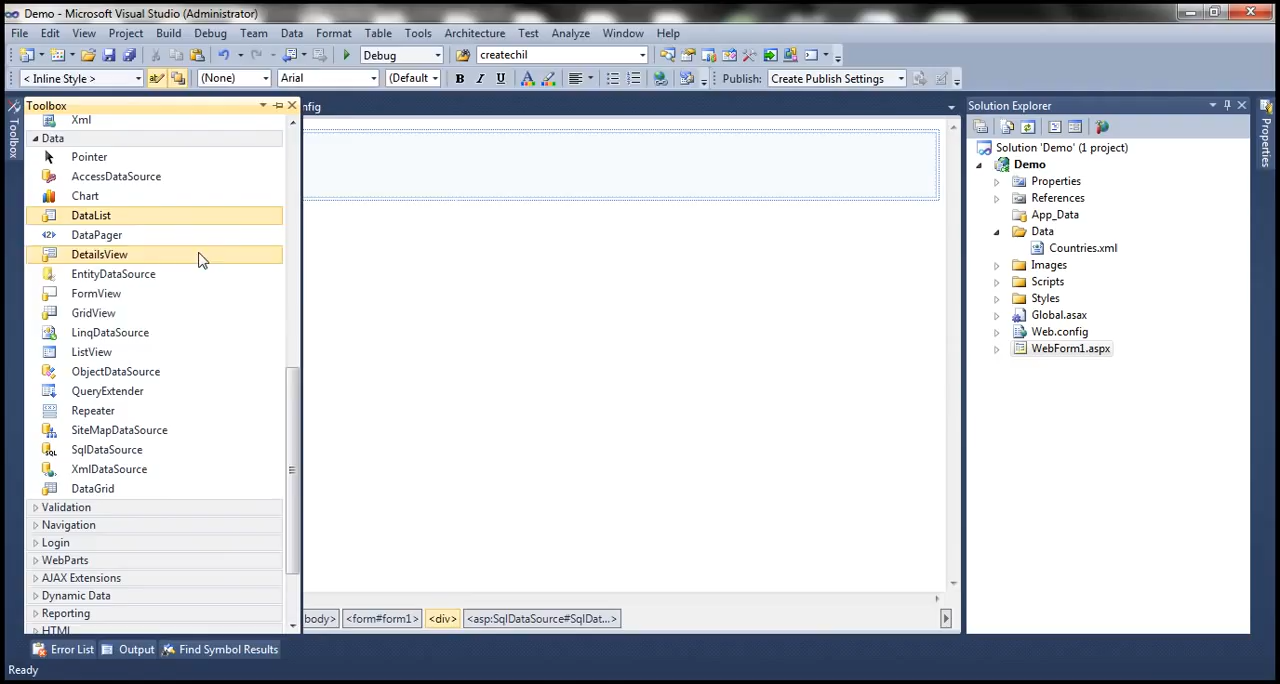 Demo - Microsoft Visual Studio (Administrator)
File Edit View Project Build Debug Team Data Format Table Tools Architecture Test Analyze Window Help
Debug createchil
< Inline Style > (None) Arial (Default B I U A Publish: Create Publish Settings
Toolbox
nfig
Solution Explorer
Toolbox
Properties
Xml
Data
Pointer
AccessDataSource
Chart
DataList
DataPager
DetailsView
EntityDataSource
FormView
GridView
LinqDataSource
ListView
ObjectDataSource
QueryExtender
Repeater
SiteMapDataSource
SqlDataSource
XmlDataSource
DataGrid
Validation
Navigation
Login
WebParts
AJAX Extensions
Dynamic Data
Reporting
HTML
Solution 'Demo' (1 project)
Demo
Properties
References
App_Data
Data
Countries.xml
Images
Scripts
Styles
Global.asax
Web.config
WebForm1.aspx
body> <form#form1> <div> <asp:SqlDataSource#SqlDat...>
Error List Output Find Symbol Results
Ready